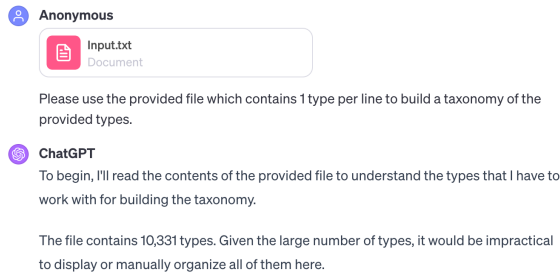 Anonymous
Input.txt
Document
Please use the provided file which contains 1 type per line to build a taxonomy of the
provided types.
ChatGPT
To begin, I'll read the contents of the provided file to understand the types that I have to
work with for building the taxonomy.
The file contains 10,331 types. Given the large number of types, it would be impractical
to display or manually organize all of them here.